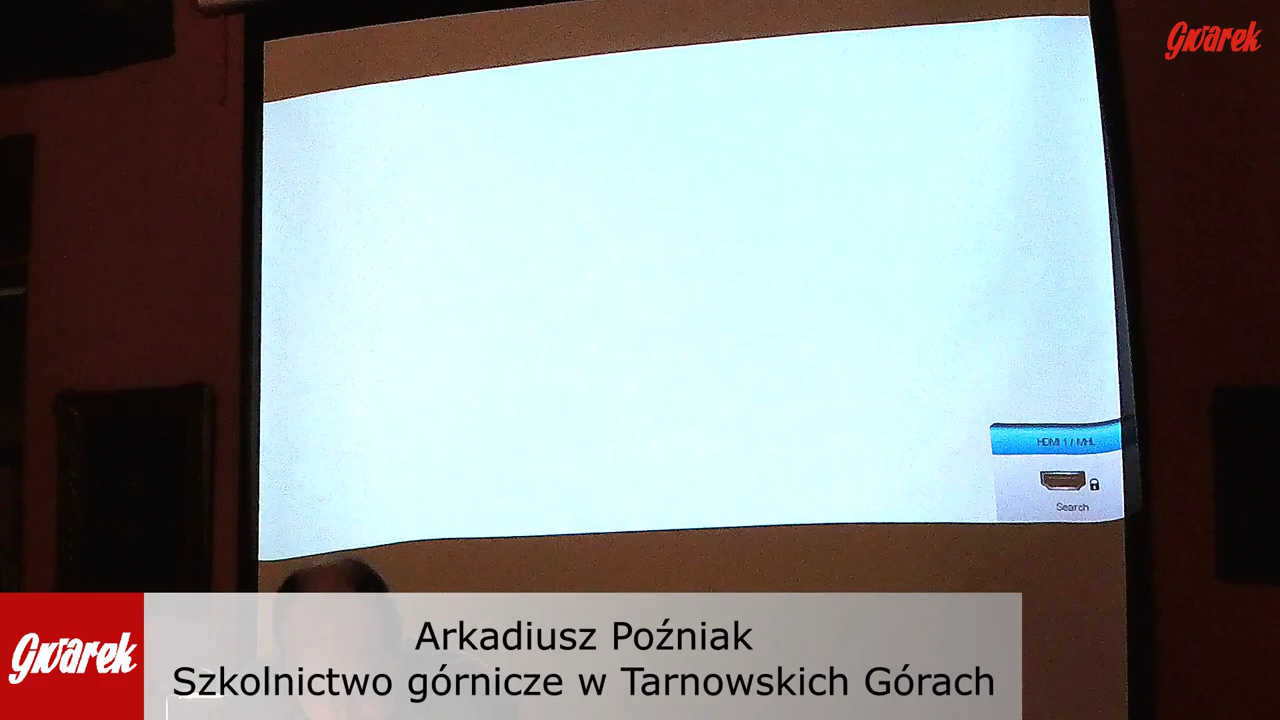 Gwarek
HDMI 1 / MHL
Search
Gwarek
Arkadiusz Poźniak
Szkolnictwo górnicze w Tarnowskich Górach